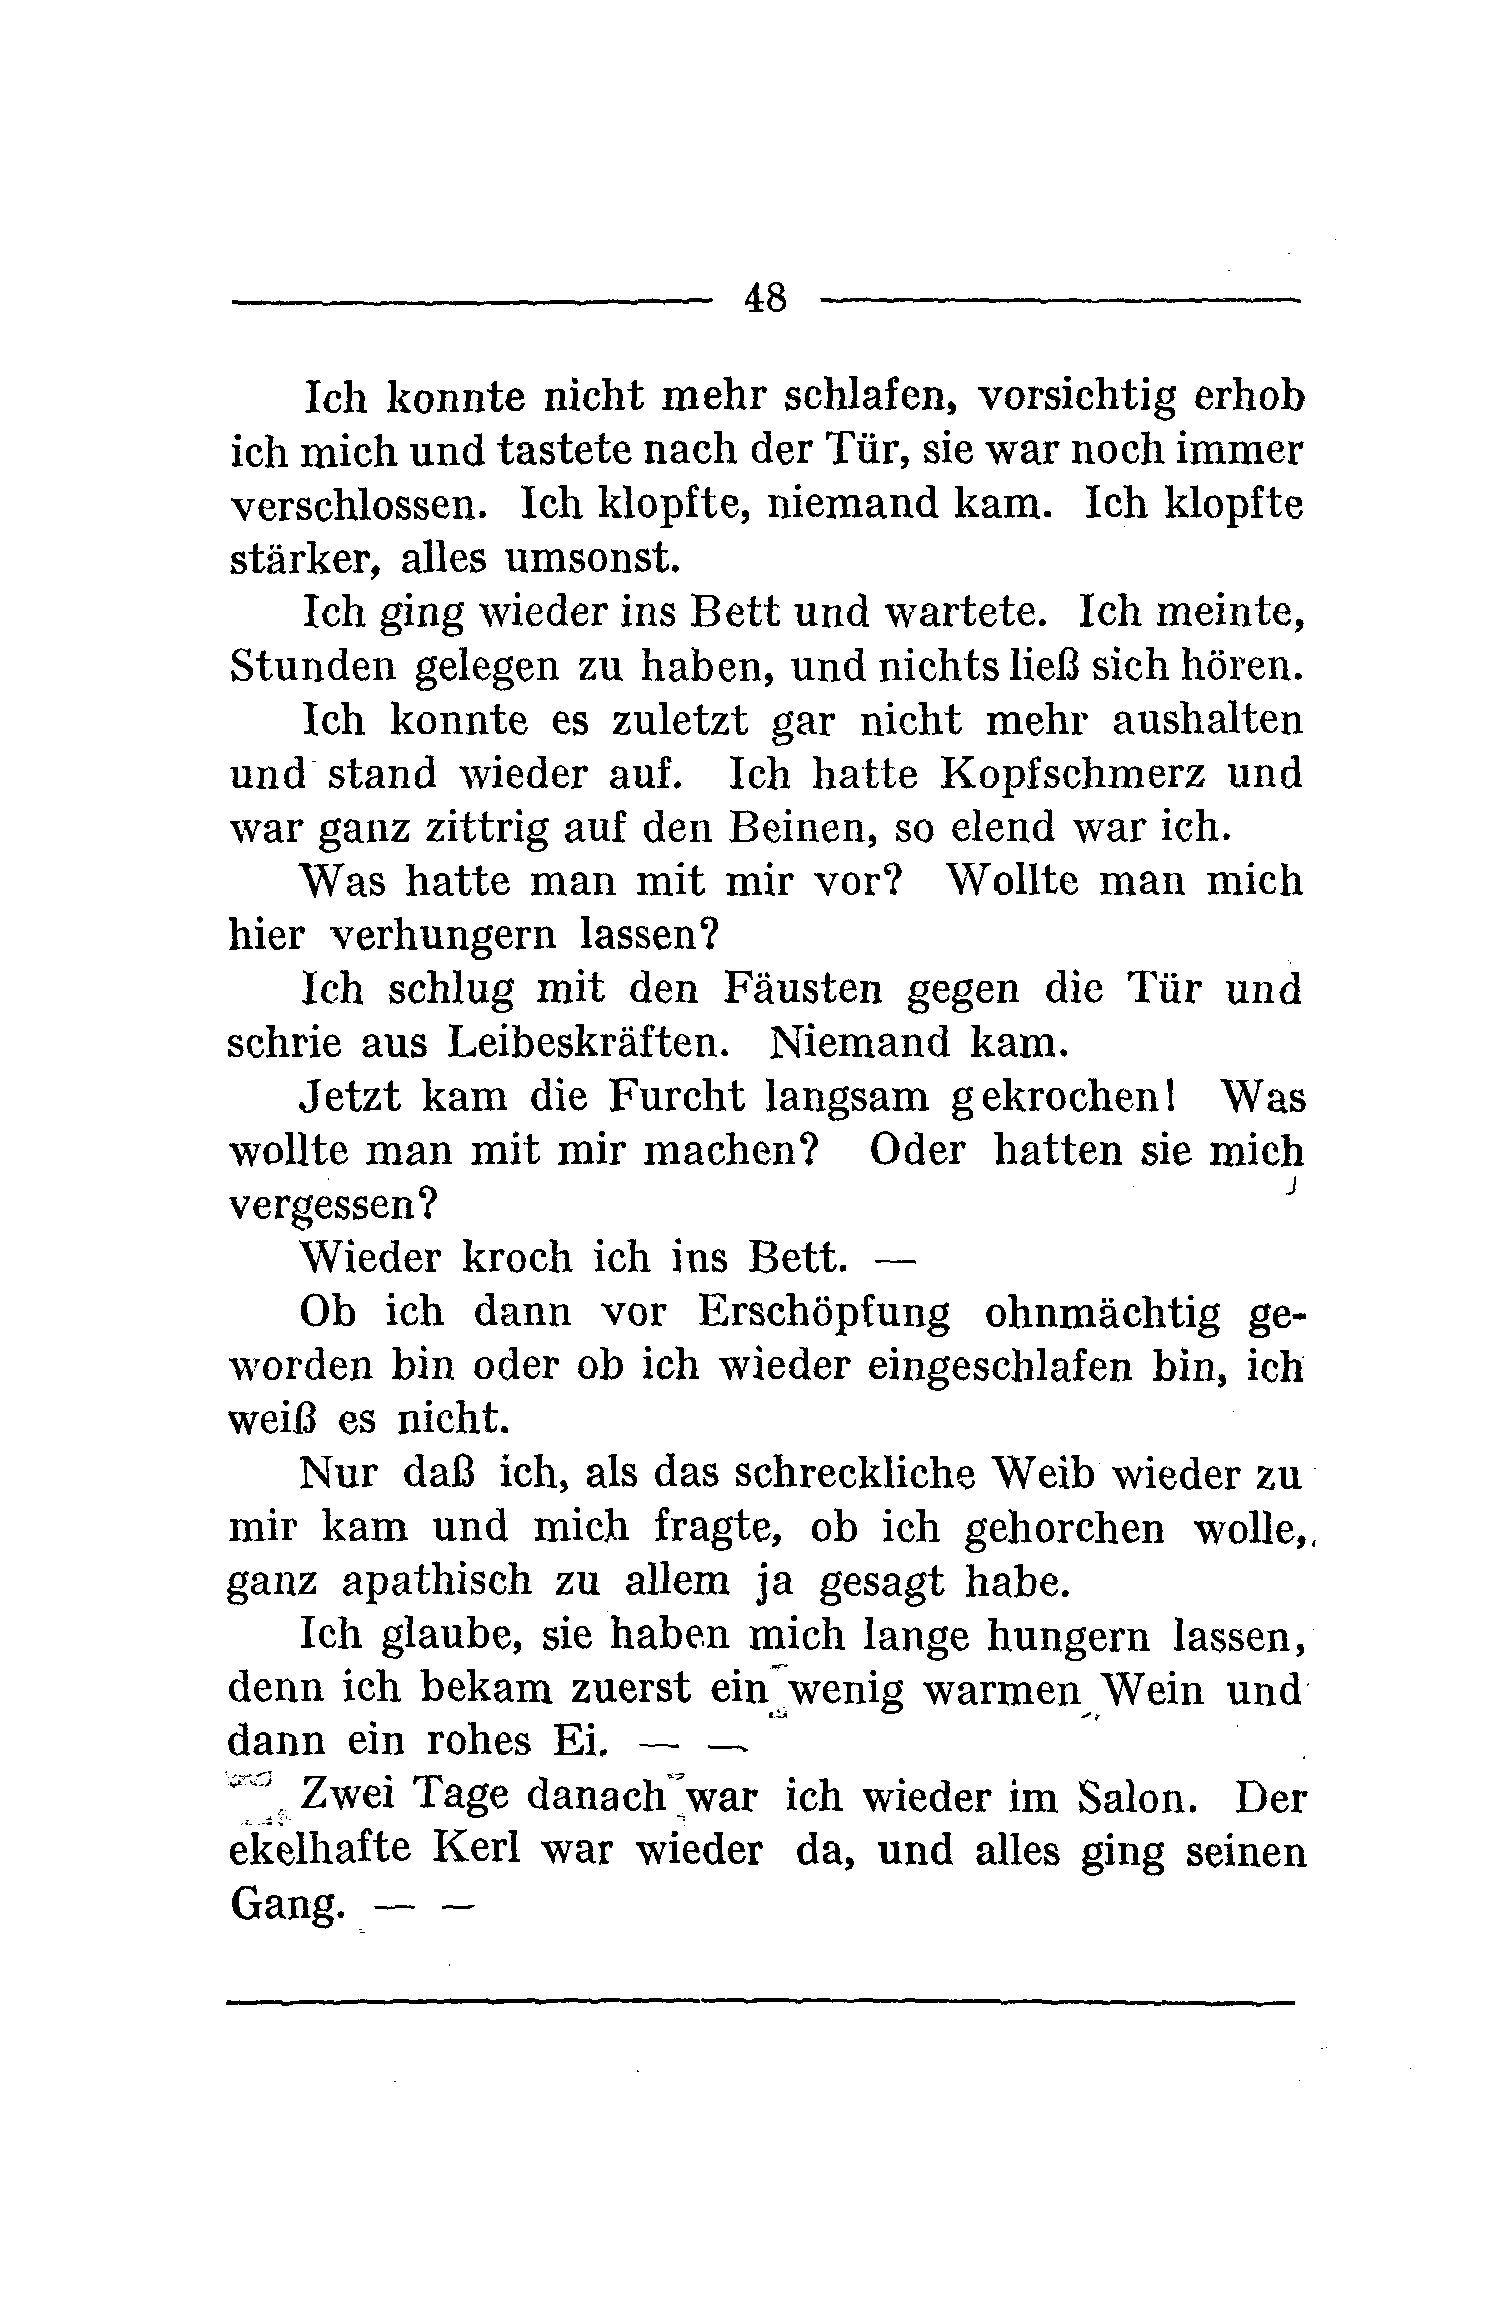 48
Ich konnte nicht mehr schlafen, vorsichtig erhob
ich mich und tastete nach der Tür, sie war noch immer
verschlossen. Ich klopfte, niemand kam. Ich klopfte
stärker, alles umsonst.
Ich ging wieder ins Bett und wartete. Ich meinte,
Stunden gelegen zu haben, und nichts ließ sich hören.
Ich konnte es zuletzt gar nicht mehr aushalten
und stand wieder auf. Ich hatte Kopfschmerz und
war ganz zittrig auf den Beinen, so elend war ich.
Was hatte man mit mir vor? Wollte man mich
hier verhungern lassen?
Ich schlug mit den Fäusten gegen die Tür und
schrie aus Leibeskräften. Niemand kam.
Jetzt kam die Furcht langsam gekrochen! Was
wollte man mit mir machen? Oder hatten sie mich
vergessen?
Wieder kroch ich ins Bett. —
Ob ich dann vor Erschöpfung ohnmächtig ge-
worden bin oder ob ich wieder eingeschlafen bin, ich
weiß es nicht.
Nur daß ich, als das schreckliche Weib wieder zu
mir kam und mich fragte, ob ich gehorchen wolle,
ganz apathisch zu allem ja gesagt habe.
Ich glaube, sie haben mich lange hungern lassen,
denn ich bekam zuerst ein wenig warmen Wein und
dann ein rohes Ei. — —
Zwei Tage danach war ich wieder im Salon. Der
ekelhafte Kerl war wieder da, und alles ging seinen
Gang. — —